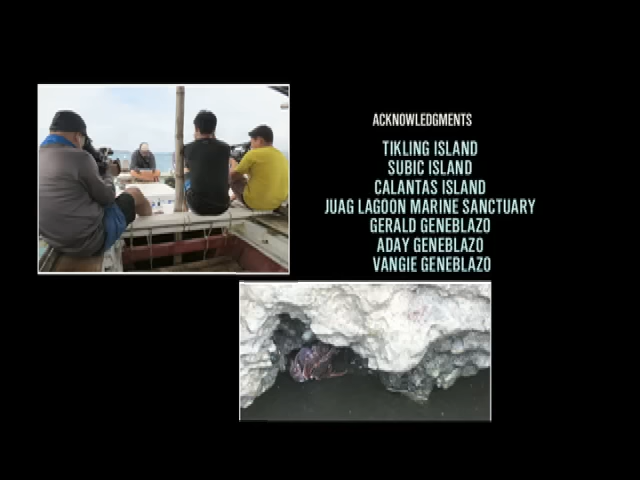 ACKNOWLEDGMENTS
TIKLING ISLAND
SUBIC ISLAND
CALANTAS ISLAND
JUAG LAGOON MARINE SANCTUARY
GERALD GENEBLAZO
ADAY GENEBLAZO
VANGIE GENEBLAZO